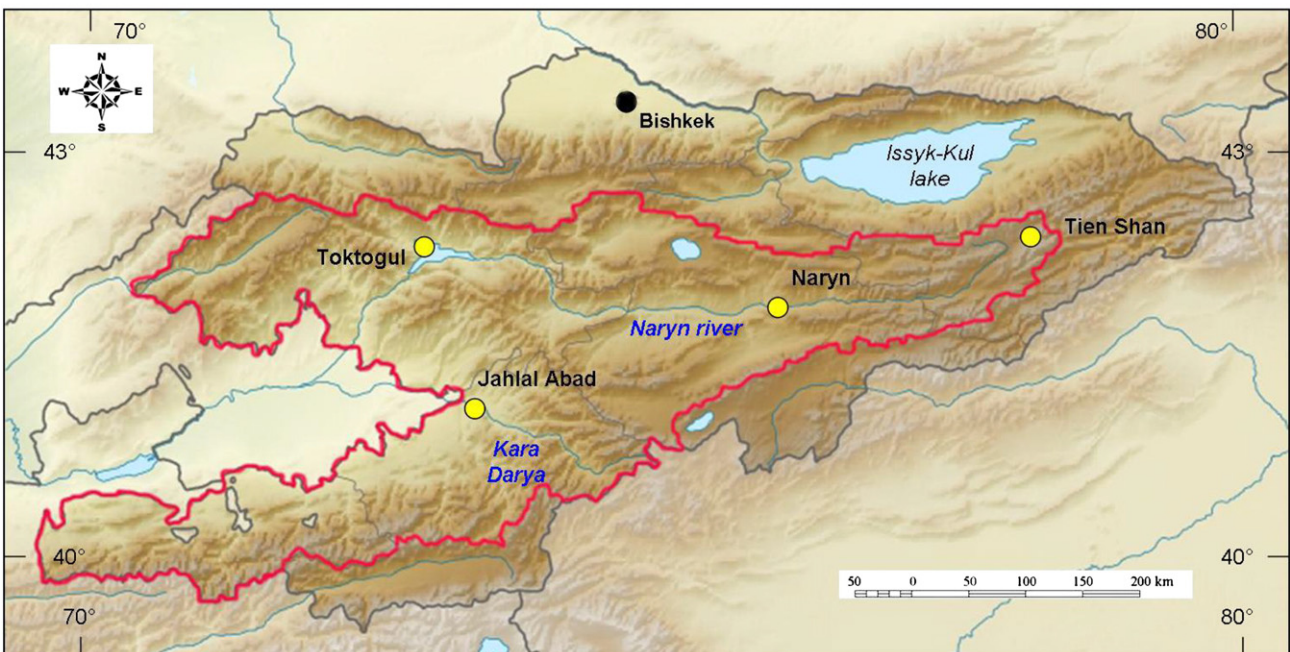 70°
80°
N
W E
S
Bishkek
43°
Issyk-Kul
lake
43°
Tien Shan
Toktogul
Naryn
Naryn river
Jahlal Abad
Kara
Darya
40°
40°
50 0 50 100 150 200 km
70°
80°